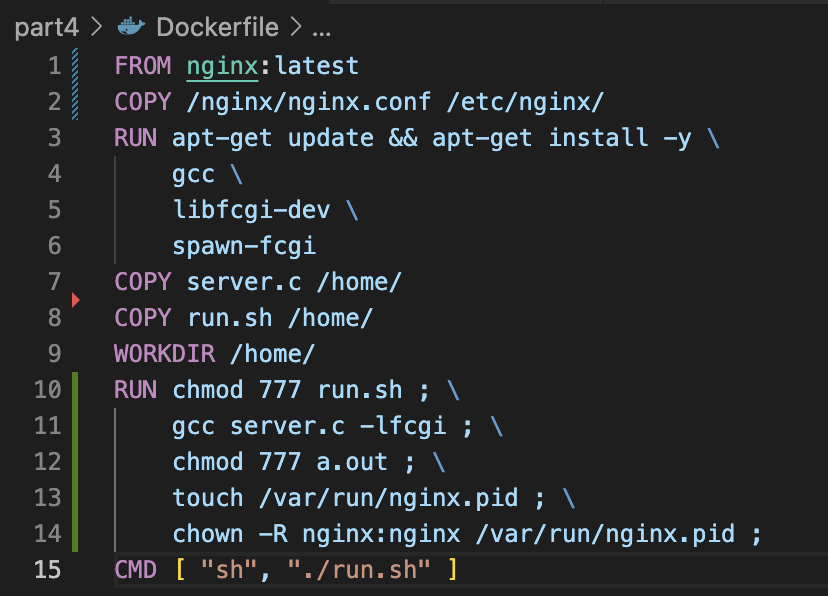 part4 > Dockerfile > ...
1 FROM nginx:latest
2 COPY /nginx/nginx.conf /etc/nginx/
3 RUN apt-get update && apt-get install -y \
4     gcc \
5     libfcgi-dev \
6     spawn-fcgi
7 COPY server.c /home/
8 COPY run.sh /home/
9 WORKDIR /home/
10 RUN chmod 777 run.sh ; \
11     gcc server.c -lfcgi ; \
12     chmod 777 a.out ; \
13     touch /var/run/nginx.pid ; \
14     chown -R nginx:nginx /var/run/nginx.pid ;
15 CMD [ "sh", "./run.sh" ]